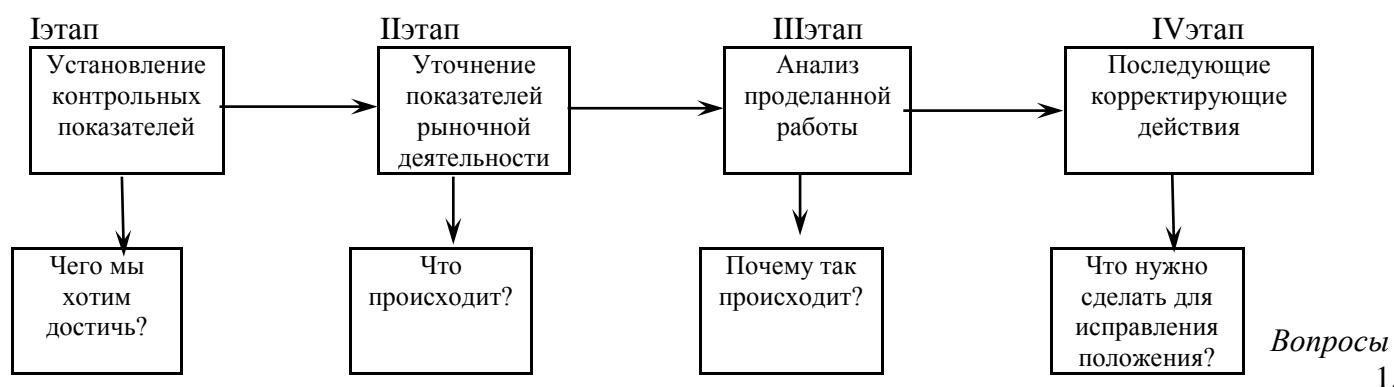 Iэтап
IIэтап
IIIэтап
IVэтап
Установление
контрольных
показателей
Уточнение
показателей
рыночной
деятельности
Анализ
проделанной
работы
Последующие
корректирующие
действия
Чего мы
хотим
достичь?
Что
происходит?
Почему так
происходит?
Что нужно
сделать для
исправления
положения?
Вопросы
1.